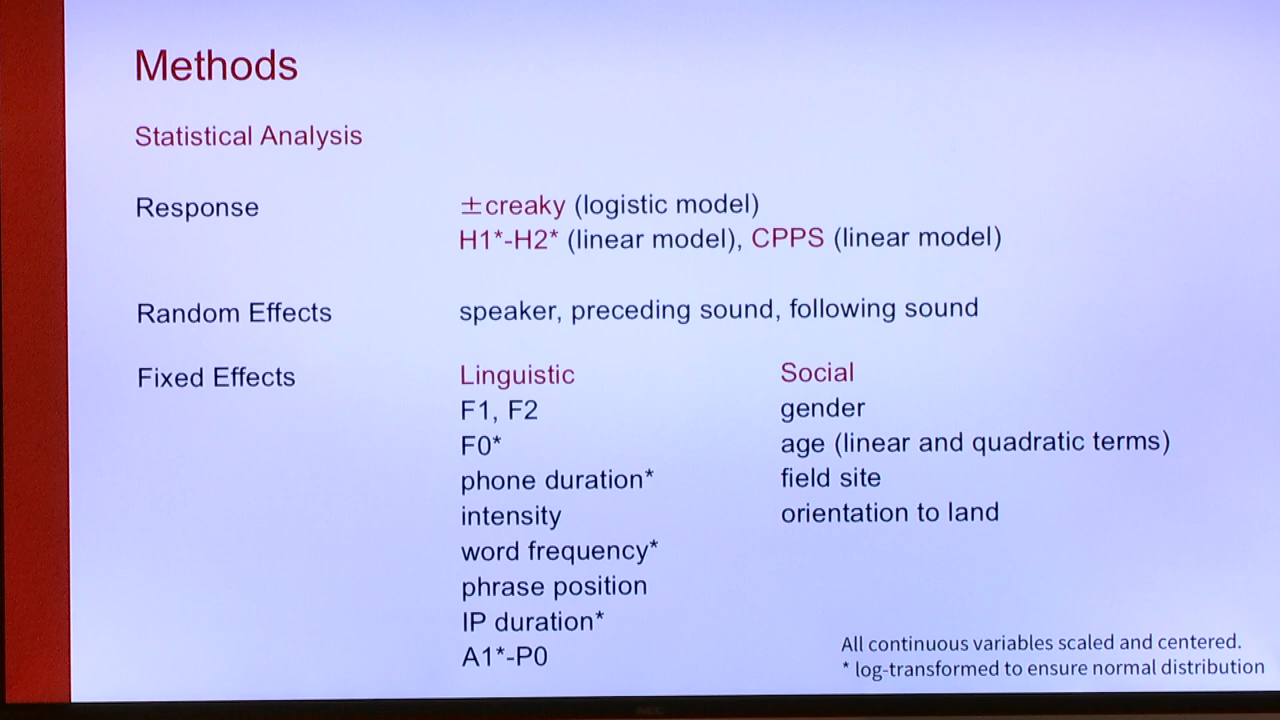 Methods
Statistical Analysis
Response
±creaky (logistic model)
H1*-H2* (linear model), CPPS (linear model)
Random Effects
speaker, preceding sound, following sound
Fixed Effects
Linguistic
F1, F2
F0*
phone duration*
intensity
word frequency*
phrase position
IP duration*
A1*-P0
Social
gender
age (linear and quadratic terms)
field site
orientation to land
All continuous variables scaled and centered.
* log-transformed to ensure normal distribution